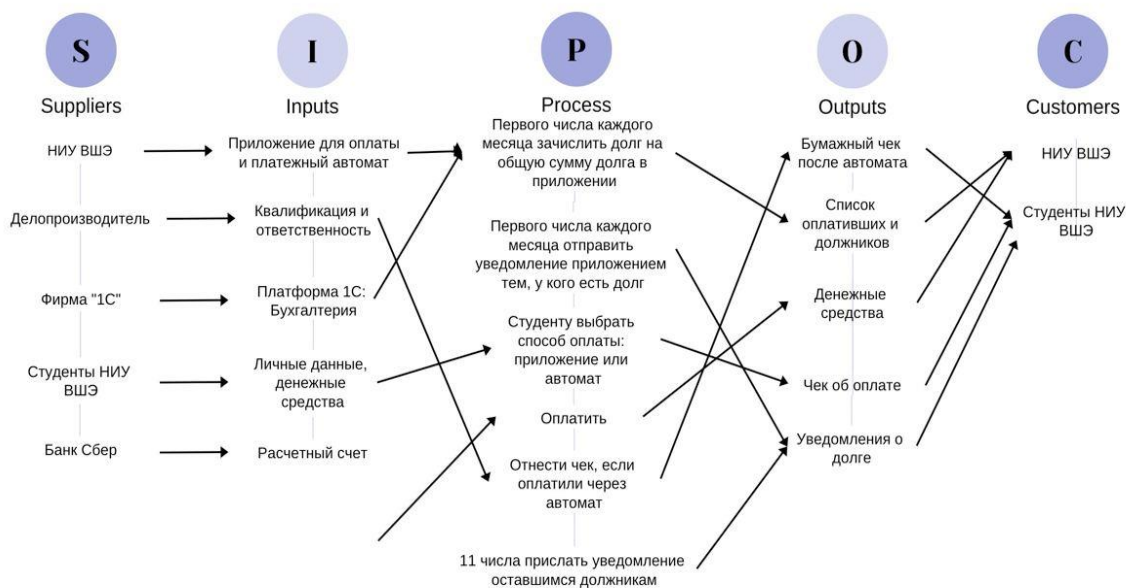 S
Suppliers
НИУ ВШЭ
Делопроизводитель
Фирма "1С"
Студенты НИУ
ВШЭ
Банк Сбер
I
Inputs
Приложение для оплаты
и платежный автомат
Квалификация и
ответственность
Платформа 1С:
Бухгалтерия
Личные данные,
денежные
средства
Расчетный счет
P
Process
Первого числа каждого
месяца зачислить долг на
общую сумму долга в
приложении
Первого числа каждого
месяца отправить
уведомление приложением
тем, у кого есть долг
Студенту выбрать
способ оплаты:
приложение или
автомат
Оплатить
Отнести чек, если
оплатили через
автомат
11 числа прислать уведомление
оставшимся должникам
O
Outputs
Бумажный чек
после автомата
Список
оплативших и
должников
Денежные
средства
Чек об оплате
Уведомления о
долге
C
Customers
НИУ ВШЭ
Студенты НИУ
ВШЭ